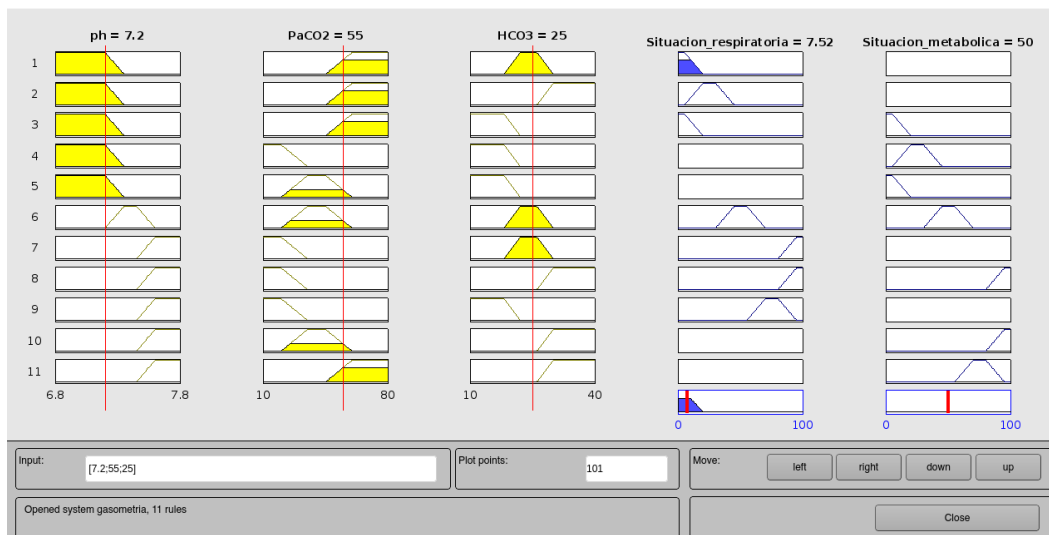 ph = 7.2
PaCO2 = 55
HCO3 = 25
Situacion_respiratoria = 7.52
Situacion_metabolica = 50
1
2
3
4
5
6
7
8
9
10
11
6.8 7.8
10 80
10 40
0 100
0 100
Input:
[7.2;55;25]
Plot points:
101
Move:
left
right
down
up
Opened system gasometria, 11 rules
Close